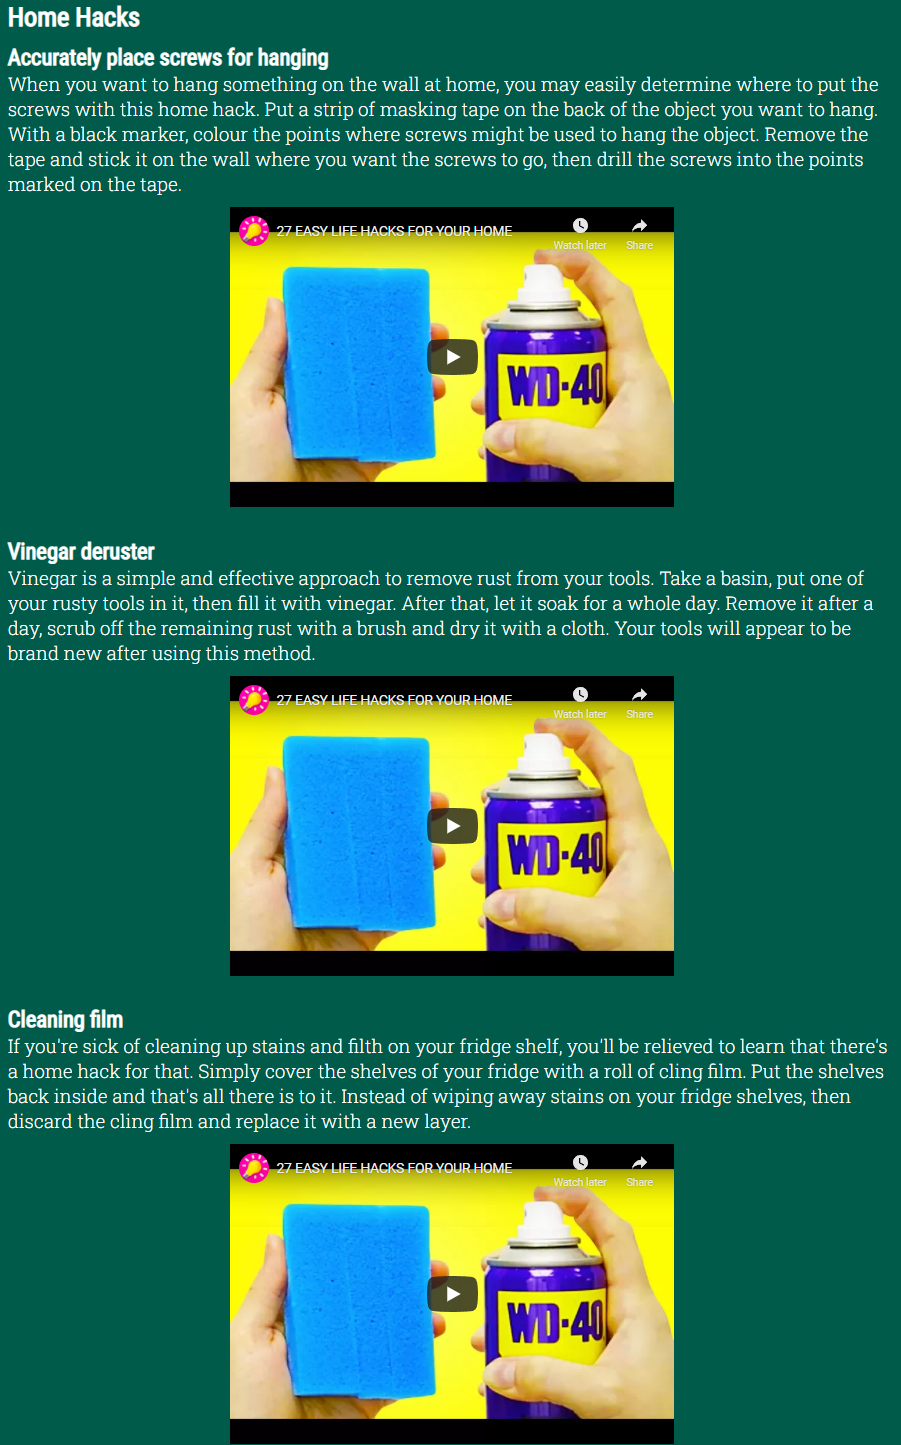 Home Hacks
Accurately place screws for hanging
When you want to hang something on the wall at home, you may easily determine where to put the
screws with this home hack. Put a strip of masking tape on the back of the object you want to hang.
With a black marker, colour the points where screws might be used to hang the object. Remove the
tape and stick it on the wall where you want the screws to go, then drill the screws into the points
marked on the tape.
27 EASY LIFE HACKS FOR YOUR HOME
Watch later Share
WD-40
Vinegar deruster
Vinegar is a simple and effective approach to remove rust from your tools. Take a basin, put one of
your rusty tools in it, then fill it with vinegar. After that, let it soak for a whole day. Remove it after a
day, scrub off the remaining rust with a brush and dry it with a cloth. Your tools will appear to be
brand new after using this method.
27 EASY LIFE HACKS FOR YOUR HOME
Watch later Share
WD-40
Cleaning film
If you're sick of cleaning up stains and filth on your fridge shelf, you'll be relieved to learn that there's
a home hack for that. Simply cover the shelves of your fridge with a roll of cling film. Put the shelves
back inside and that's all there is to it. Instead of wiping away stains on your fridge shelves, then
discard the cling film and replace it with a new layer.
27 EASY LIFE HACKS FOR YOUR HOME
Watch later Share
WD-40